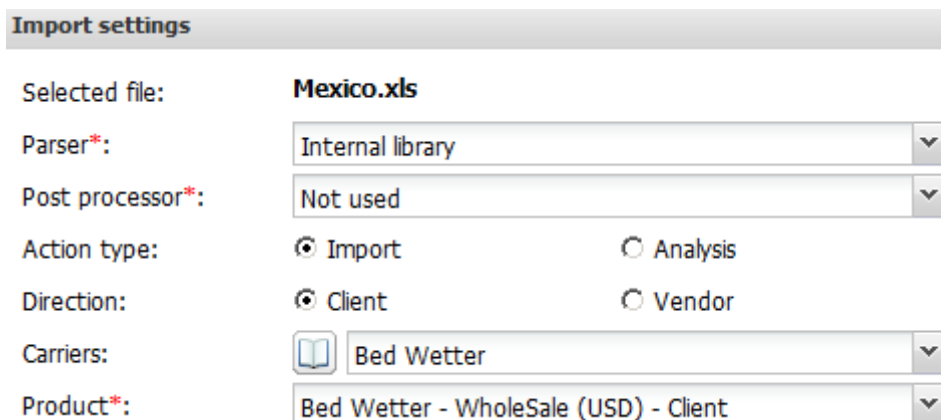 Import settings
Selected file: Mexico.xls
Parser*: Internal library
Post processor*: Not used
Action type: Import Analysis
Direction: Client Vendor
Carriers: Bed Wetter
Product*: Bed Wetter - WholeSale (USD) - Client